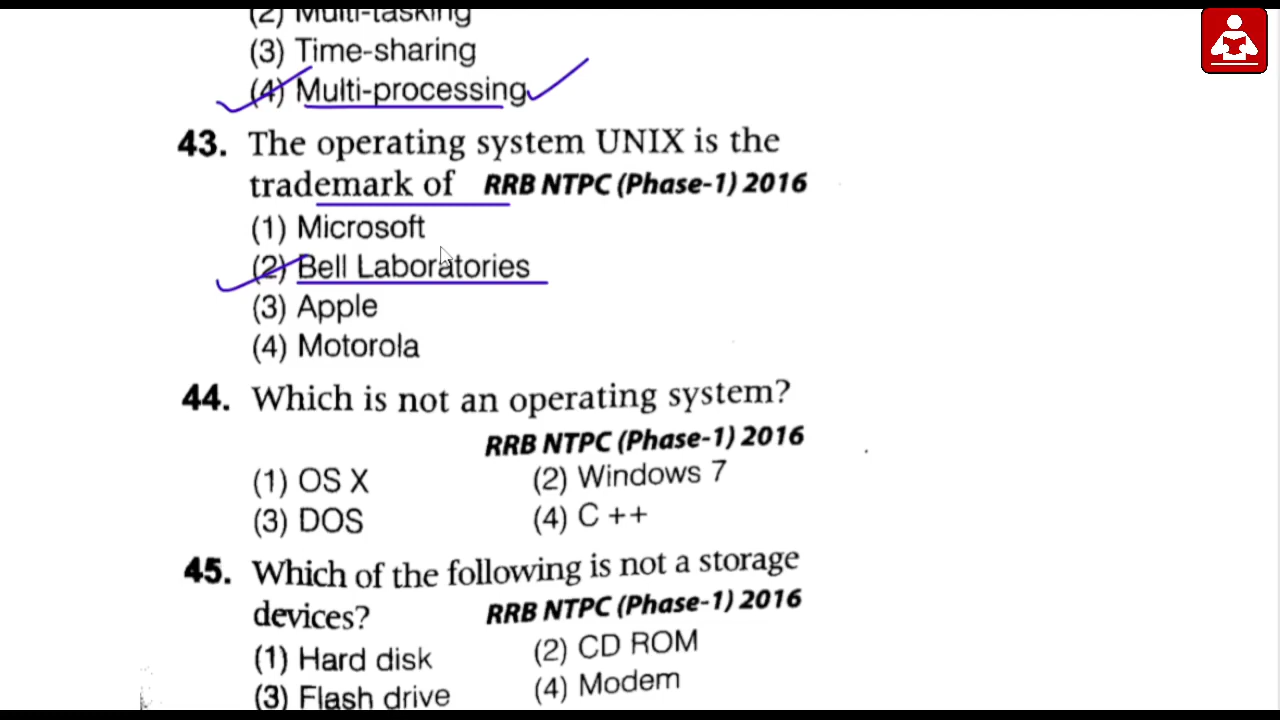 (2) Multi-tasking
(3) Time-sharing
(4) Multi-processing
43. The operating system UNIX is the
trademark of RRB NTPC (Phase-1) 2016
(1) Microsoft
(2) Bell Laboratories
(3) Apple
(4) Motorola
44. Which is not an operating system?
RRB NTPC (Phase-1) 2016
(1) OS X (2) Windows 7
(3) DOS (4) C ++
45. Which of the following is not a storage
devices? RRB NTPC (Phase-1) 2016
(1) Hard disk (2) CD ROM
(3) Flash drive (4) Modem